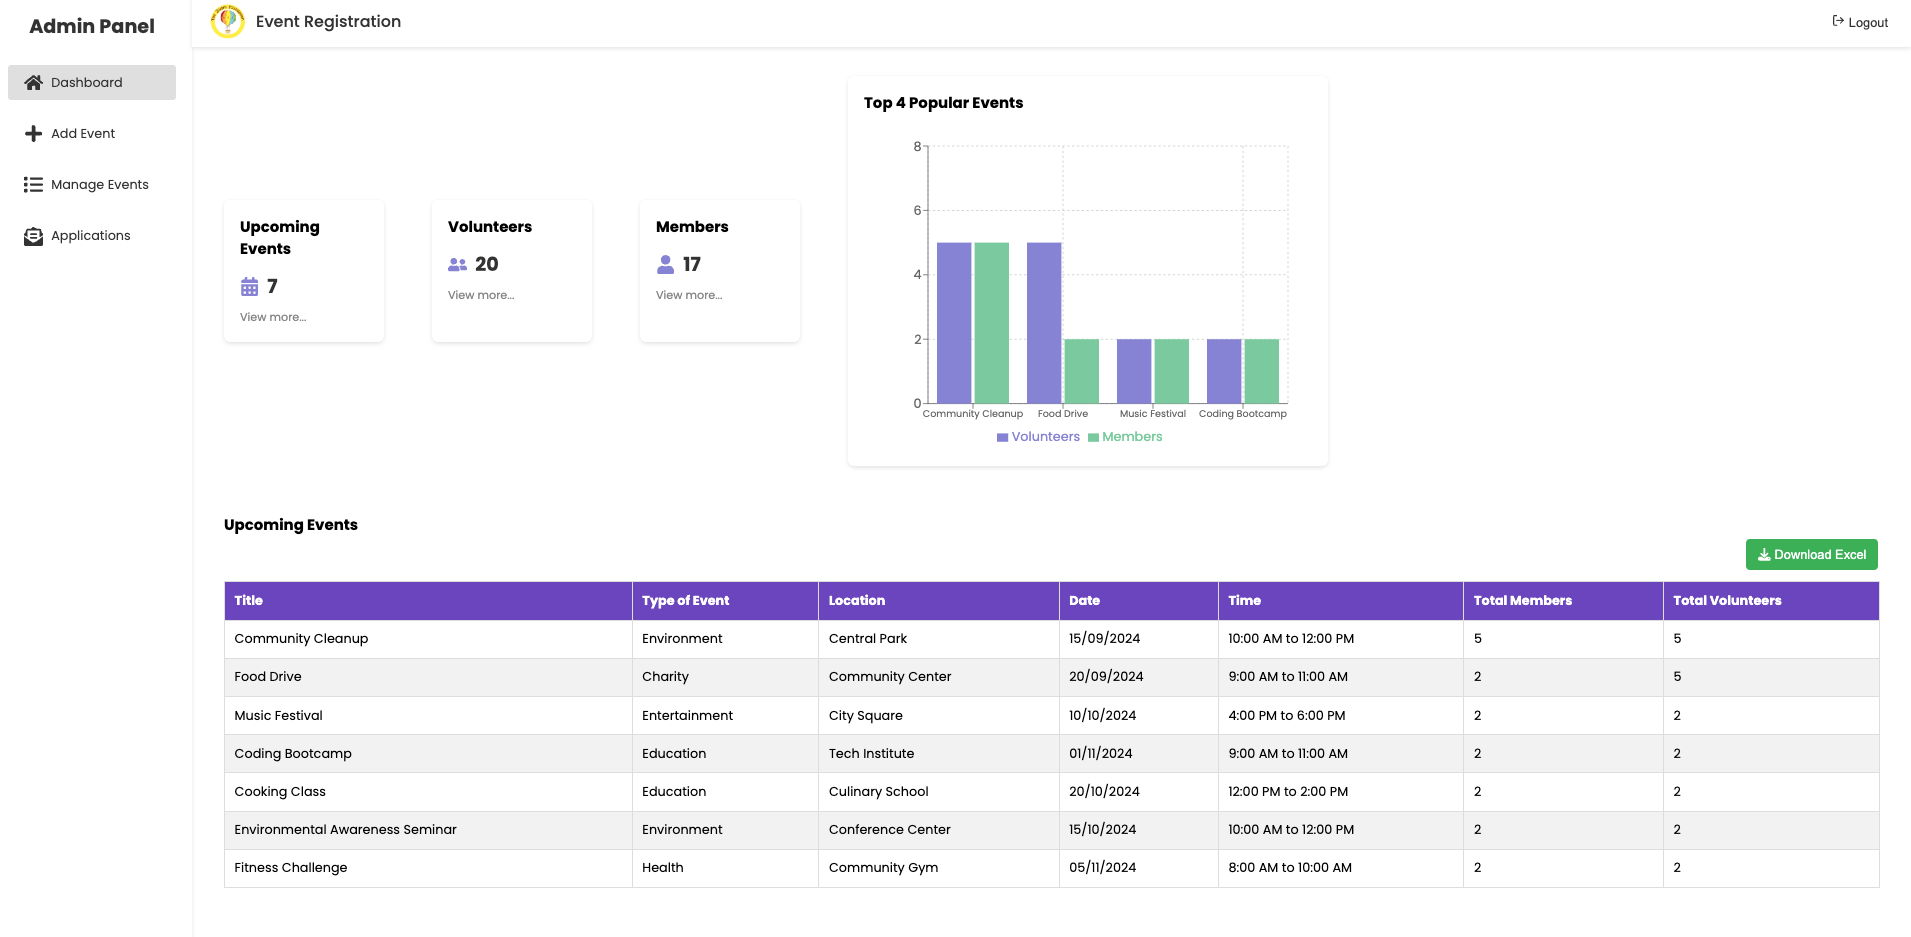 Admin Panel
Event Registration
Logout
Dashboard
Add Event
Manage Events
Applications
Upcoming
Events
7
View more...
Volunteers
20
View more...
Members
17
View more...
Top 4 Popular Events
8
6
4
2
0
Community Cleanup Food Drive Music Festival Coding Bootcamp
Volunteers Members
Upcoming Events
Download Excel
Title Type of Event Location Date Time Total Members Total Volunteers
Community Cleanup Environment Central Park 15/09/2024 10:00 AM to 12:00 PM 5 5
Food Drive Charity Community Center 20/09/2024 9:00 AM to 11:00 AM 2 5
Music Festival Entertainment City Square 10/10/2024 4:00 PM to 6:00 PM 2 2
Coding Bootcamp Education Tech Institute 01/11/2024 9:00 AM to 11:00 AM 2 2
Cooking Class Education Culinary School 20/10/2024 12:00 PM to 2:00 PM 2 2
Environmental Awareness Seminar Environment Conference Center 15/10/2024 10:00 AM to 12:00 PM 2 2
Fitness Challenge Health Community Gym 05/11/2024 8:00 AM to 10:00 AM 2 2